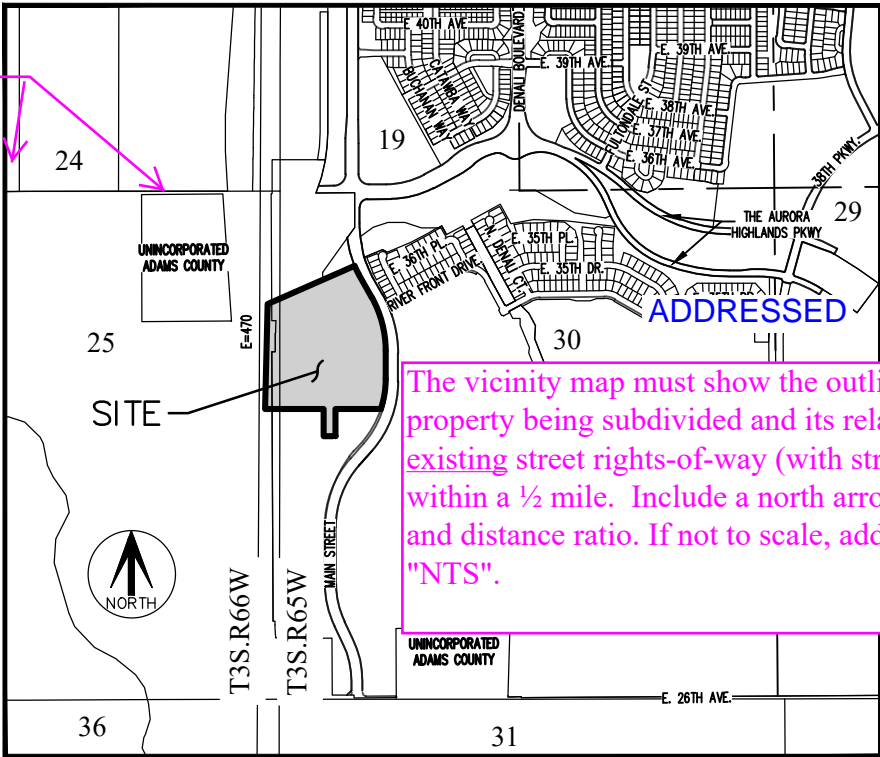 E 40TH AVE
E. 39TH AVE.
E. 39TH AVE.
DENALI BOULEVARD
CATAWBA WAY
BUCHANAN WAY
FULTONDALE ST.
E. 38TH AVE.
E. 37TH AVE.
E. 36TH AVE.
19
24
38TH PKWY.
29
THE AURORA
HIGHLANDS PKWY
UNINCORPORATED
ADAMS COUNTY
E. 36TH PL.
RIVER FRONT DRIVE
N. DENALI CT.
E. 35TH PL.
E. 35TH DR.
ADDRESSED
E=470
25
30
SITE
The vicinity map must show the outli
property being subdivided and its rela
existing street rights-of-way (with str
within a ½ mile. Include a north arro
and distance ratio. If not to scale, add
"NTS".
NORTH
T3S.R66W
T3S.R65W
MAIN STREET
UNINCORPORATED
ADAMS COUNTY
E. 26TH AVE.
36
31